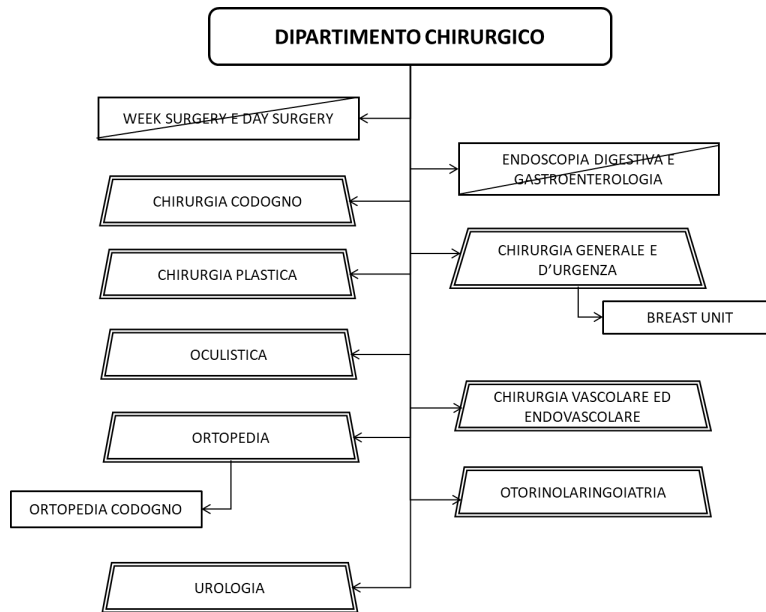 DIPARTIMENTO CHIRURGICO
WEEK SURGERY E DAY SURGERY
ENDOSCOPIA DIGESTIVA E
GASTROENTEROLOGIA
CHIRURGIA CODOGNO
CHIRURGIA GENERALE E
D’URGENZA
CHIRURGIA PLASTICA
BREAST UNIT
OCULISTICA
CHIRURGIA VASCOLARE ED
ENDOVASCOLARE
ORTOPEDIA
OTORINOLARINGOIATRIA
ORTOPEDIA CODOGNO
UROLOGIA